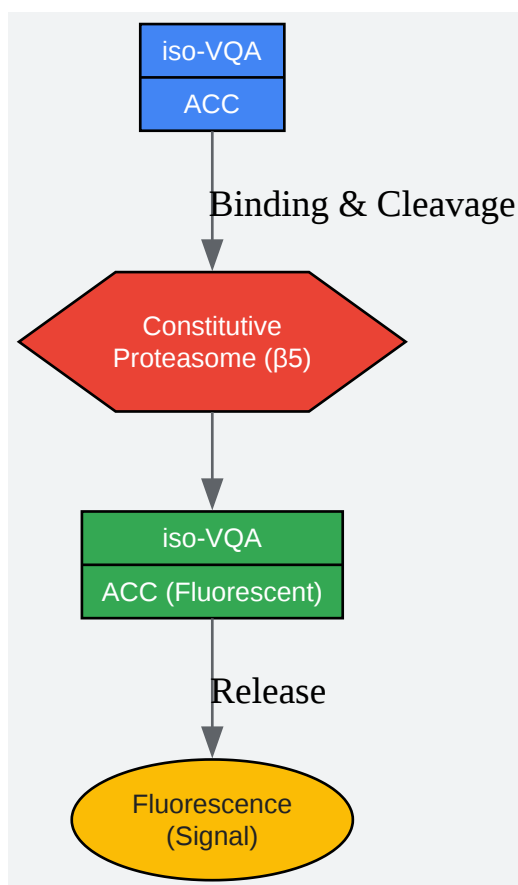 iso-VQA
ACC
Binding & Cleavage
Constitutive
Proteasome (β5)
iso-VQA
ACC (Fluorescent)
Release
Fluorescence
(Signal)